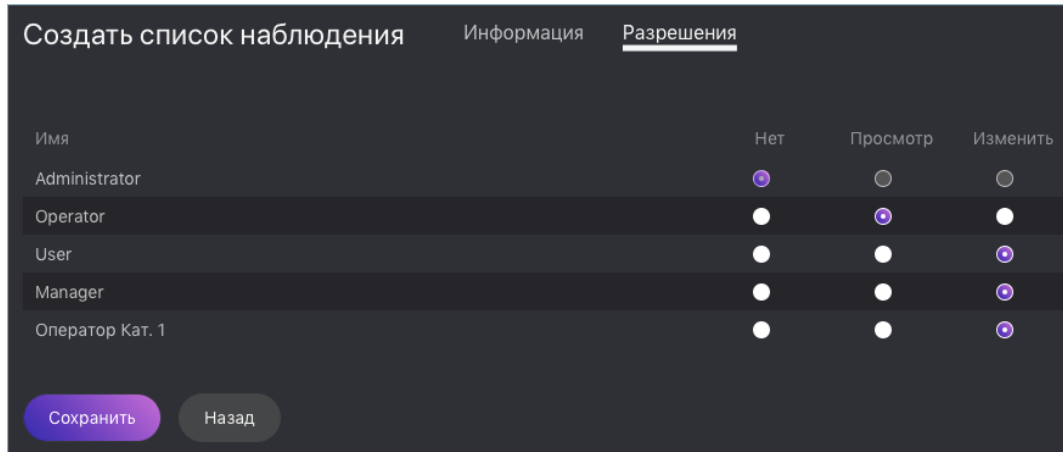 Создать список наблюдения Информация Разрешения
Имя Нет Просмотр Изменить
Administrator
Operator
User
Manager
Оператор Кат. 1
Сохранить Назад